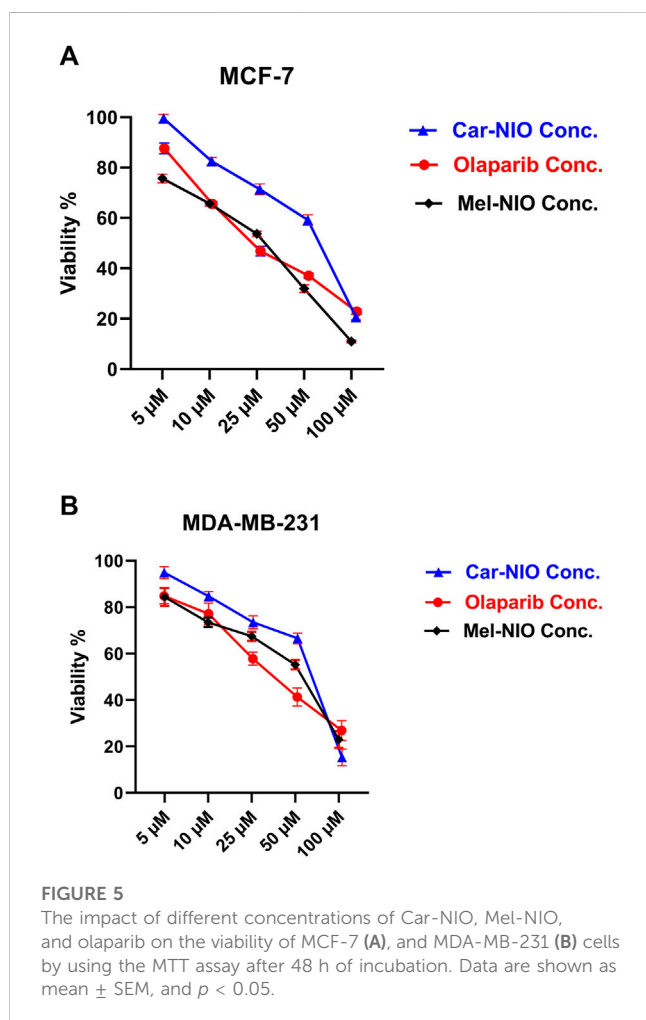 A
MCF-7
Viability %
100
80
60
40
20
0
5 µM
10 µM
25 µM
50 µM
100 µM
Car-NIO Conc.
Olaparib Conc.
Mel-NIO Conc.
B
MDA-MB-231
Viability %
100
80
60
40
20
0
5 µM
10 µM
25 µM
50 µM
100 µM
Car-NIO Conc.
Olaparib Conc.
Mel-NIO Conc.
FIGURE 5
The impact of different concentrations of Car-NIO, Mel-NIO,
and olaparib on the viability of MCF-7 (A), and MDA-MB-231 (B) cells
by using the MTT assay after 48 h of incubation. Data are shown as
mean ± SEM, and p < 0.05.